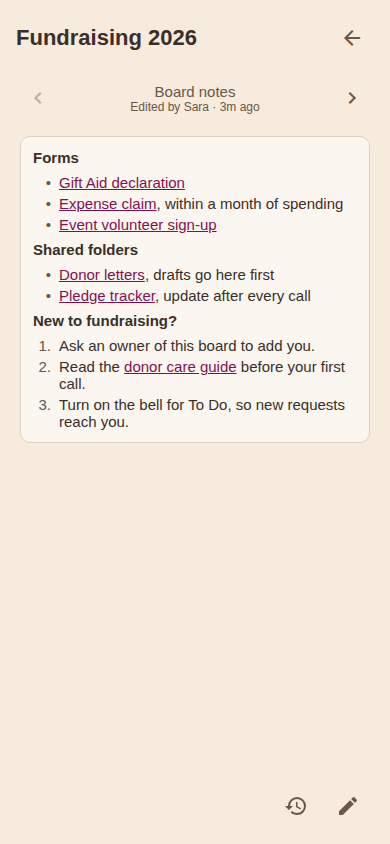 Fundraising 2026
Board notes
Edited by Sara · 3m ago
Forms
• Gift Aid declaration
• Expense claim, within a month of spending
• Event volunteer sign-up
Shared folders
• Donor letters, drafts go here first
• Pledge tracker, update after every call
New to fundraising?
1. Ask an owner of this board to add you.
2. Read the donor care guide before your first
call.
3. Turn on the bell for To Do, so new requests
reach you.